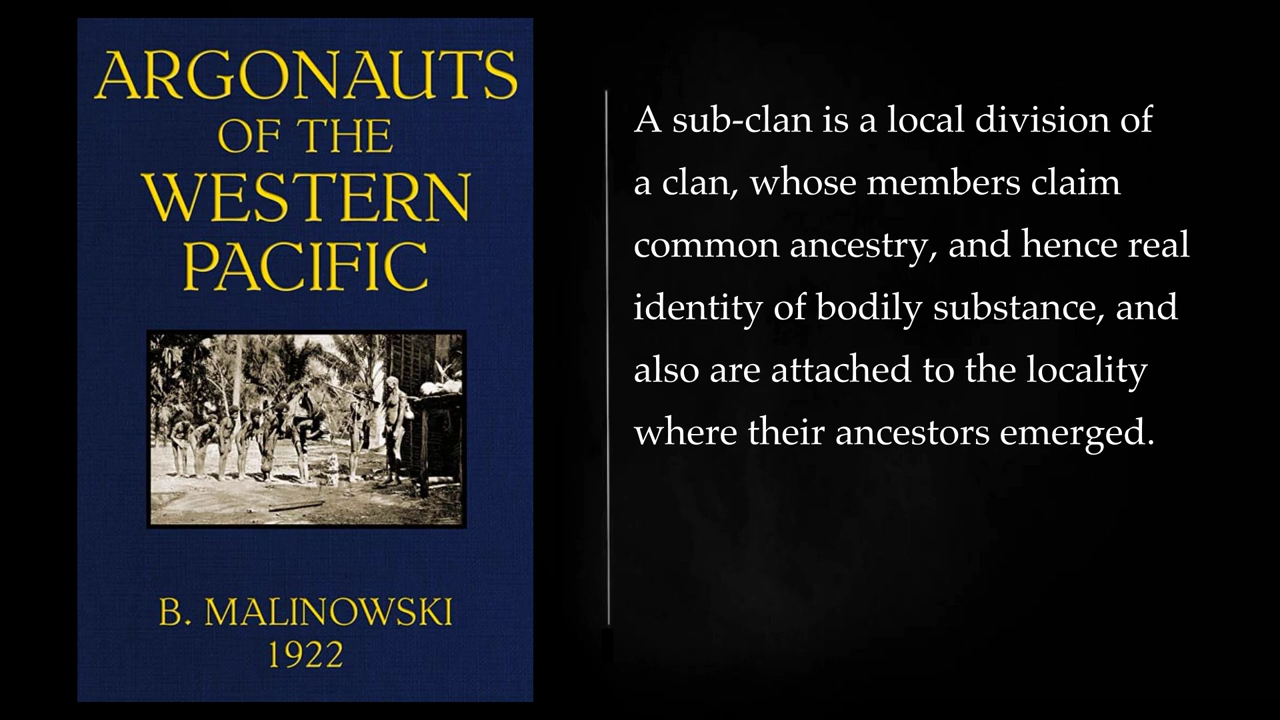 ARGONAUTS
OF THE
WESTERN
PACIFIC
B. MALINOWSKI
1922
A sub-clan is a local division of
a clan, whose members claim
common ancestry, and hence real
identity of bodily substance, and
also are attached to the locality
where their ancestors emerged.